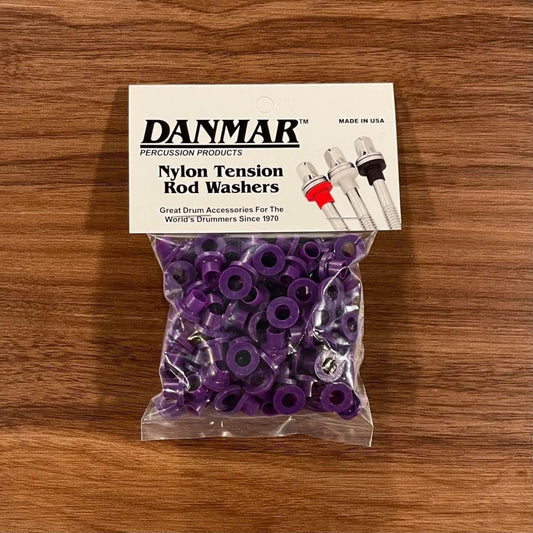 DANMAR™
MADE IN USA
PERCUSSION PRODUCTS
Nylon Tension
Rod Washers
Great Drum Accessories For The
World's Drummers Since 1970